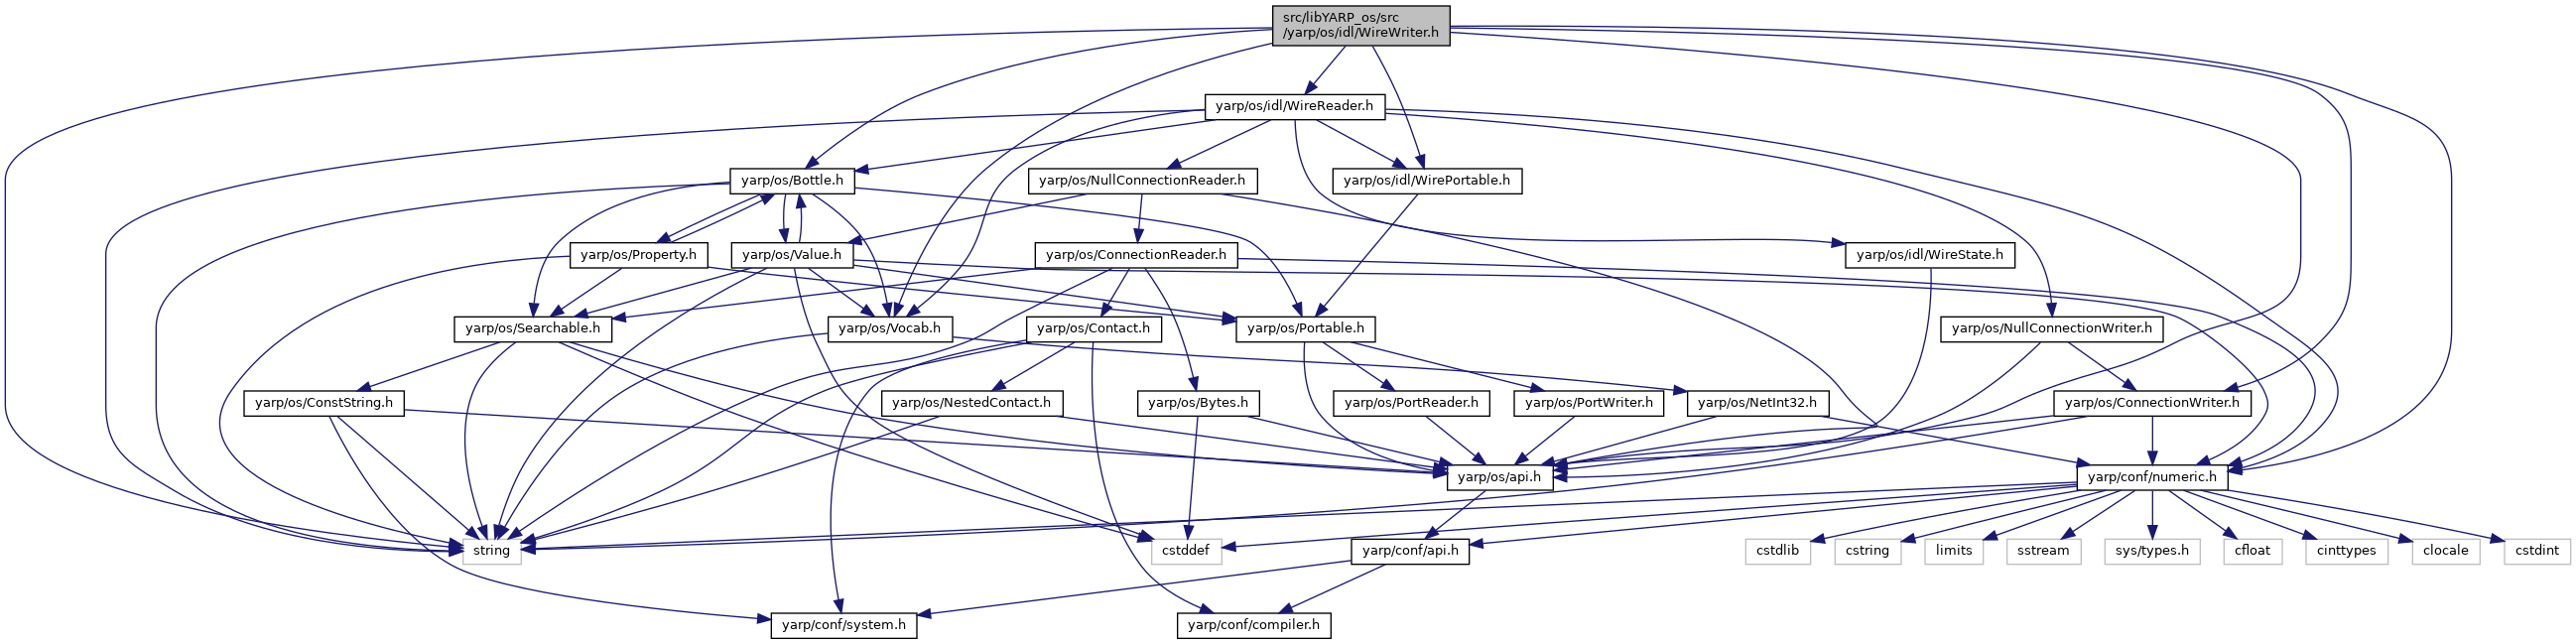 src/libYARP_os/src
/yarp/os/idl/WireWriter.h
yarp/os/idl/WireReader.h
yarp/os/Bottle.h
yarp/os/NullConnectionReader.h
yarp/os/idl/WirePortable.h
yarp/os/Property.h
yarp/os/Value.h
yarp/os/ConnectionReader.h
yarp/os/idl/WireState.h
yarp/os/Searchable.h
yarp/os/Vocab.h
yarp/os/Contact.h
yarp/os/Portable.h
yarp/os/NullConnectionWriter.h
yarp/os/ConstString.h
yarp/os/NestedContact.h
yarp/os/Bytes.h
yarp/os/PortReader.h
yarp/os/PortWriter.h
yarp/os/NetInt32.h
yarp/os/ConnectionWriter.h
yarp/os/api.h
yarp/conf/numeric.h
string
cstddef
yarp/conf/api.h
cstdlib
cstring
limits
sstream
sys/types.h
cfloat
cinttypes
clocale
cstdint
yarp/conf/system.h
yarp/conf/compiler.h